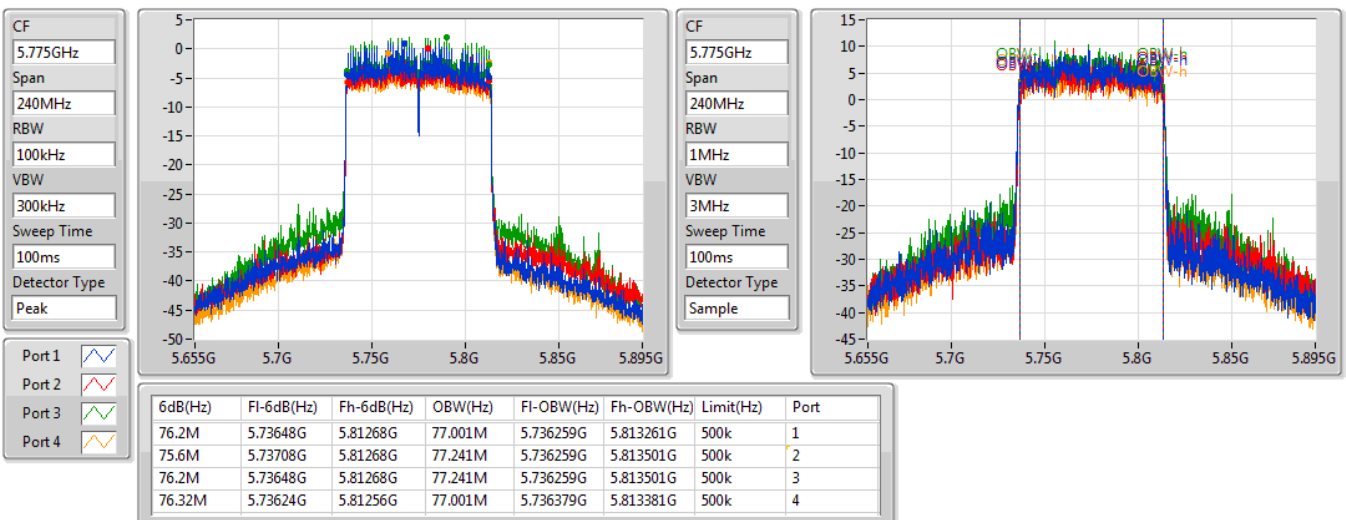 CF
5.775GHz
Span
240MHz
RBW
100kHz
VBW
300kHz
Sweep Time
100ms
Detector Type
Peak
5
0
-5
-10
-15
-20
-25
-30
-35
-40
-45
-50
5.655G 5.7G 5.75G 5.8G 5.85G 5.895G
CF
5.775GHz
Span
240MHz
RBW
1MHz
VBW
3MHz
Sweep Time
100ms
Detector Type
Sample
15
10
5
0
-5
-10
-15
-20
-25
-30
-35
-40
-45
OBW-h
5.655G 5.7G 5.75G 5.8G 5.85G 5.895G
Port 1
Port 2
Port 3
Port 4
6dB(Hz) Fl-6dB(Hz) Fh-6dB(Hz) OBW(Hz) Fl-OBW(Hz) Fh-OBW(Hz) Limit(Hz) Port
76.2M 5.73648G 5.81268G 77.001M 5.736259G 5.813261G 500k 1
75.6M 5.73708G 5.81268G 77.241M 5.736259G 5.813501G 500k 2
76.2M 5.73648G 5.81268G 77.241M 5.736259G 5.813501G 500k 3
76.32M 5.73624G 5.81256G 77.001M 5.736379G 5.813381G 500k 4